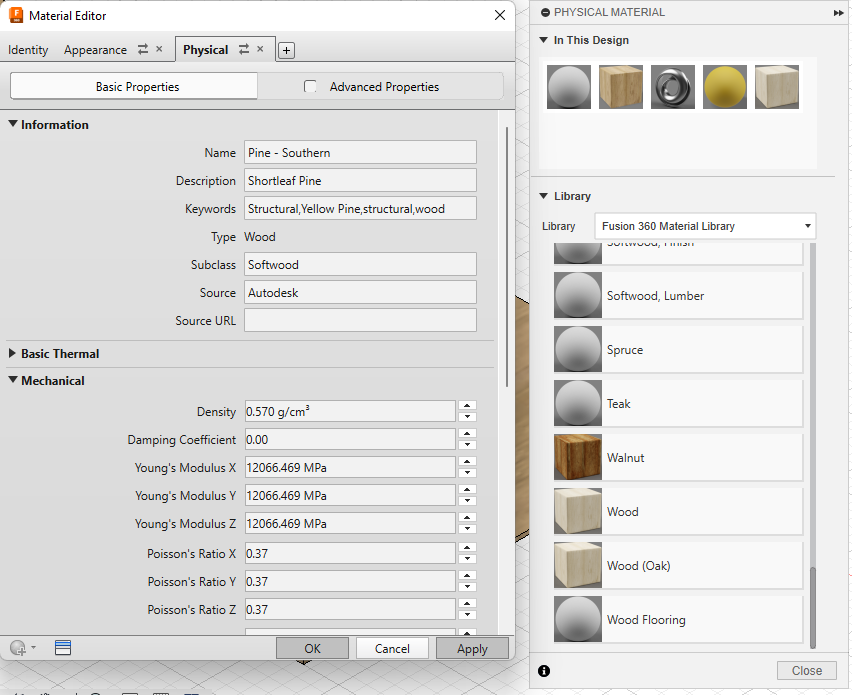 Material Editor
Identity Appearance Physical
Basic Properties Advanced Properties
Information
Name Pine - Southern
Description Shortleaf Pine
Keywords Structural,Yellow Pine,structural,wood
Type Wood
Subclass Softwood
Source Autodesk
Source URL
Basic Thermal
Mechanical
Density 0.570 g/cm³
Damping Coefficient 0.00
Young's Modulus X 12066.469 MPa
Young's Modulus Y 12066.469 MPa
Young's Modulus Z 12066.469 MPa
Poisson's Ratio X 0.37
Poisson's Ratio Y 0.37
Poisson's Ratio Z 0.37
OK Cancel Apply
PHYSICAL MATERIAL
In This Design
Library
Library Fusion 360 Material Library
Softwood, Finish
Softwood, Lumber
Spruce
Teak
Walnut
Wood
Wood (Oak)
Wood Flooring
Close